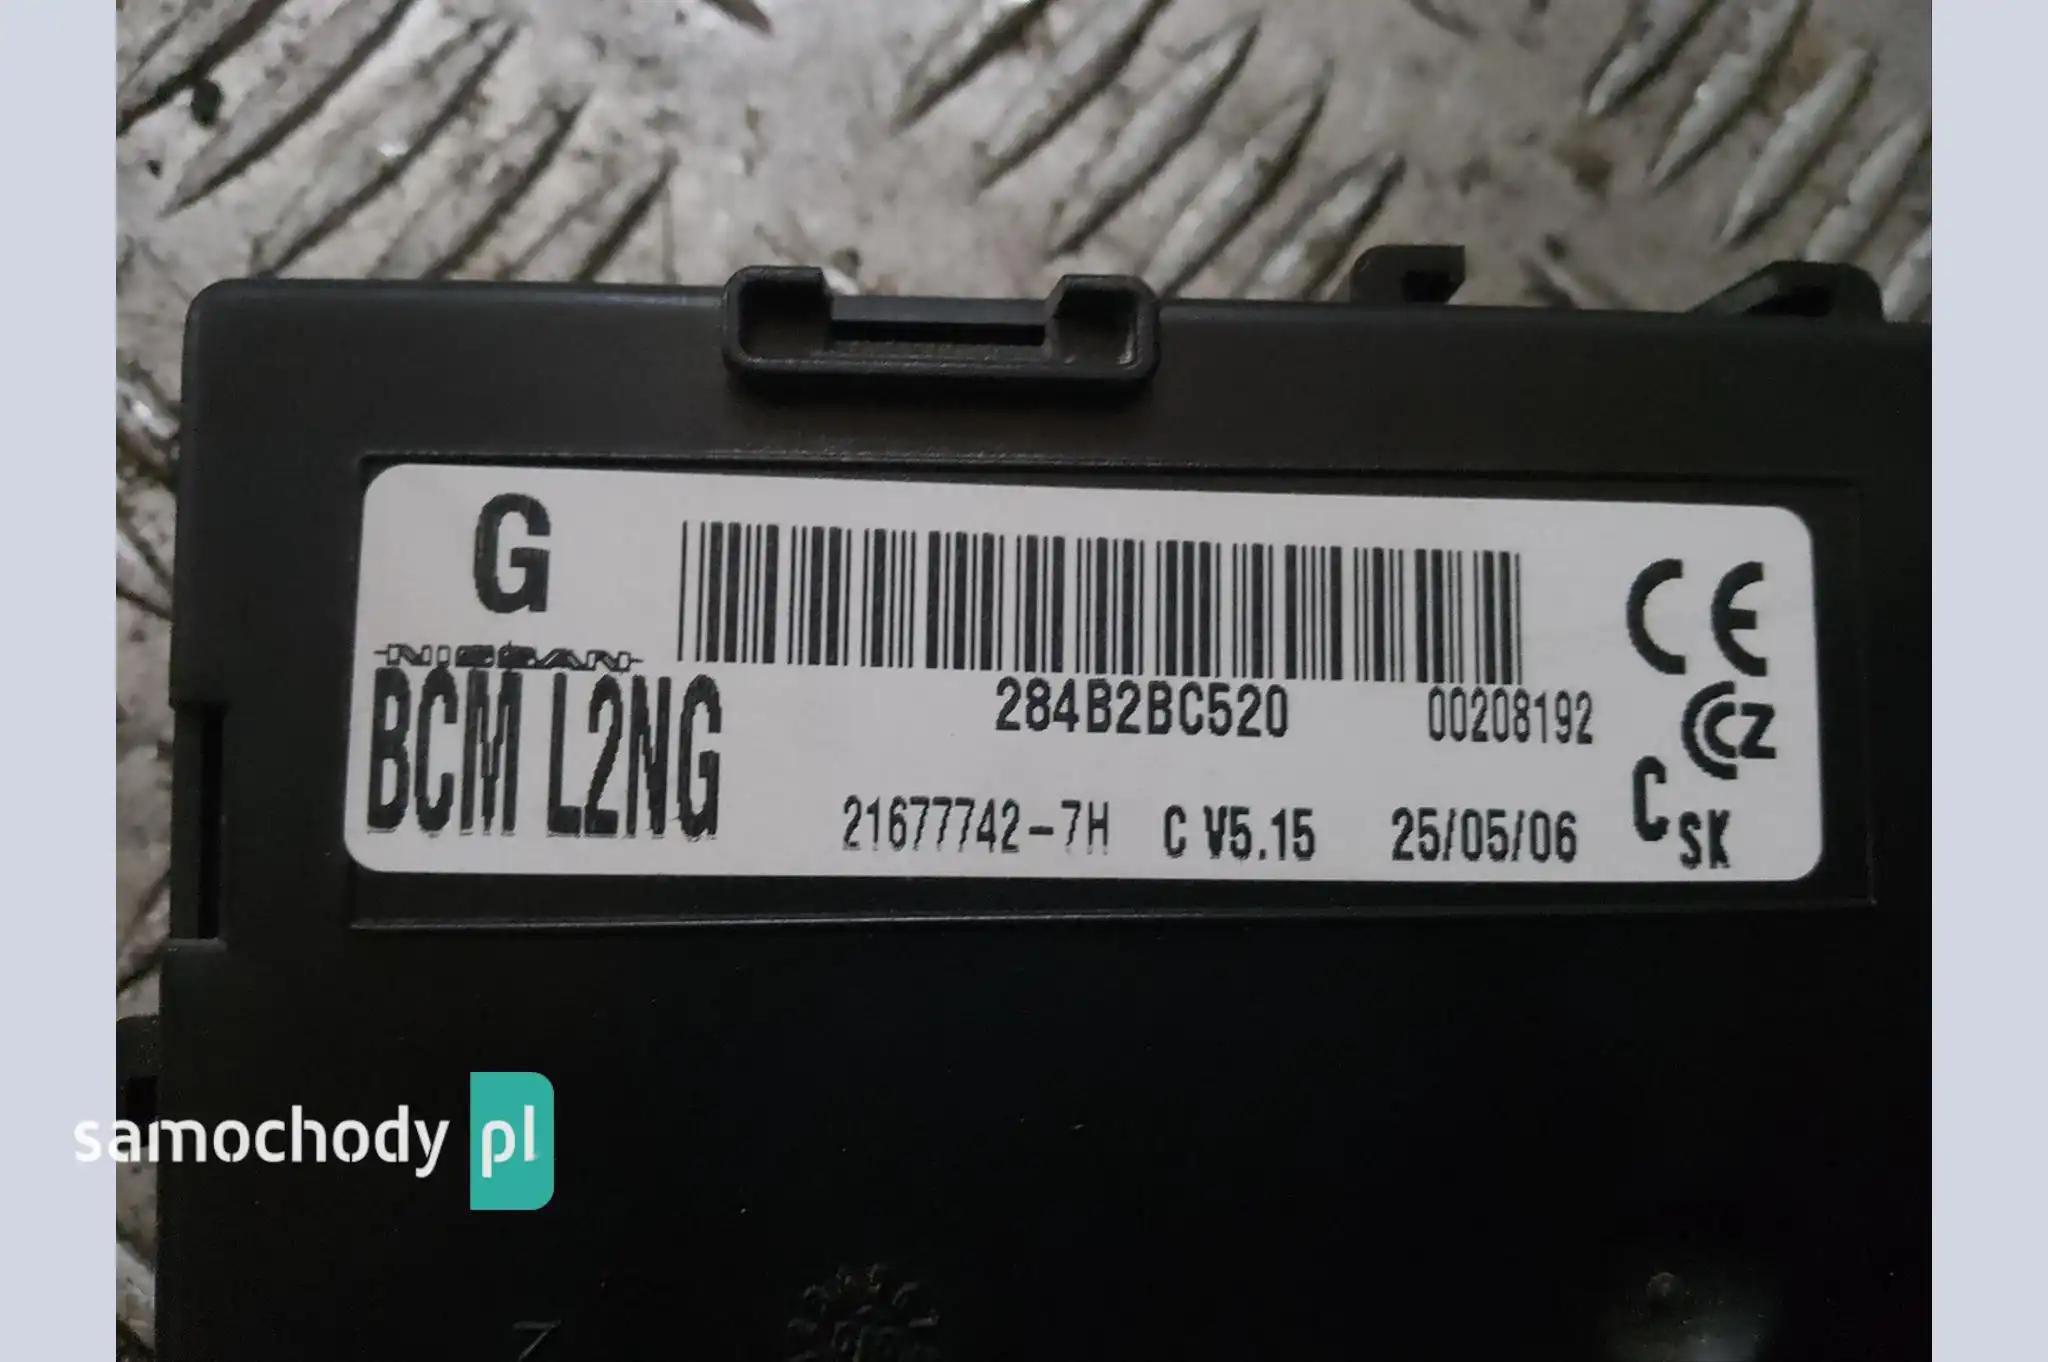 G
NISSAN
BCM L2NG
284B2BC520 00208192
21677742-7H C V5.15 25/05/06
CE
CZ
C SK
samochody pl